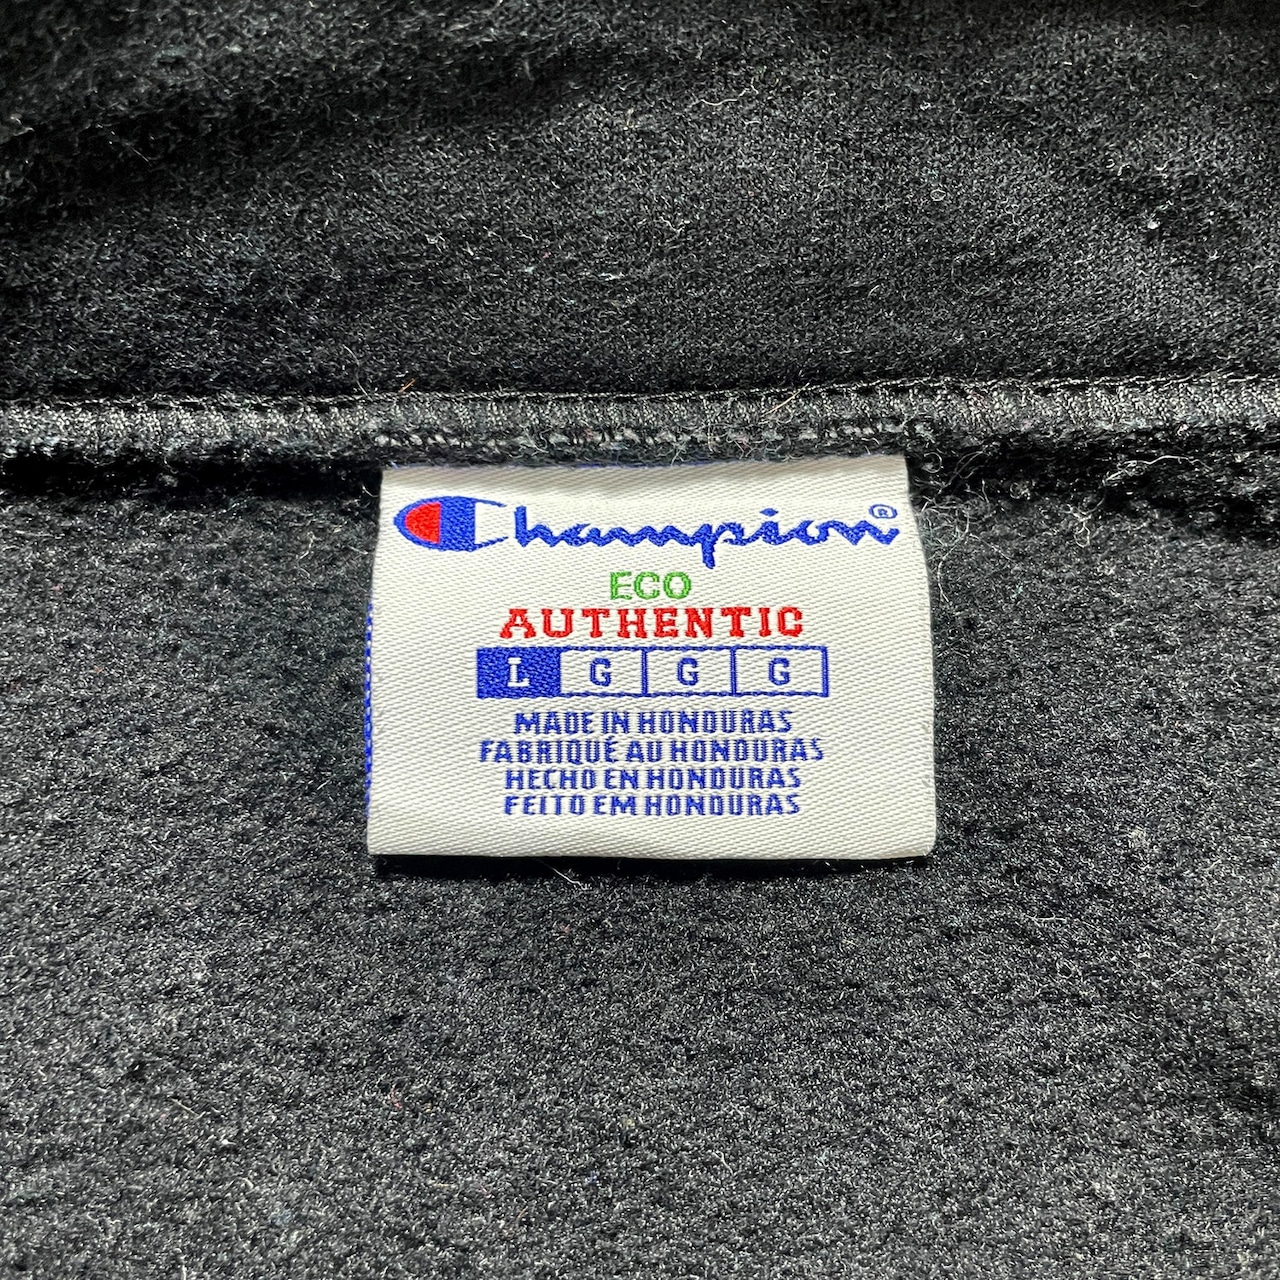 Champion®
ECO
AUTHENTIC
L G G G
MADE IN HONDURAS
FABRIQUÉ AU HONDURAS
HECHO EN HONDURAS
FEITO EM HONDURAS